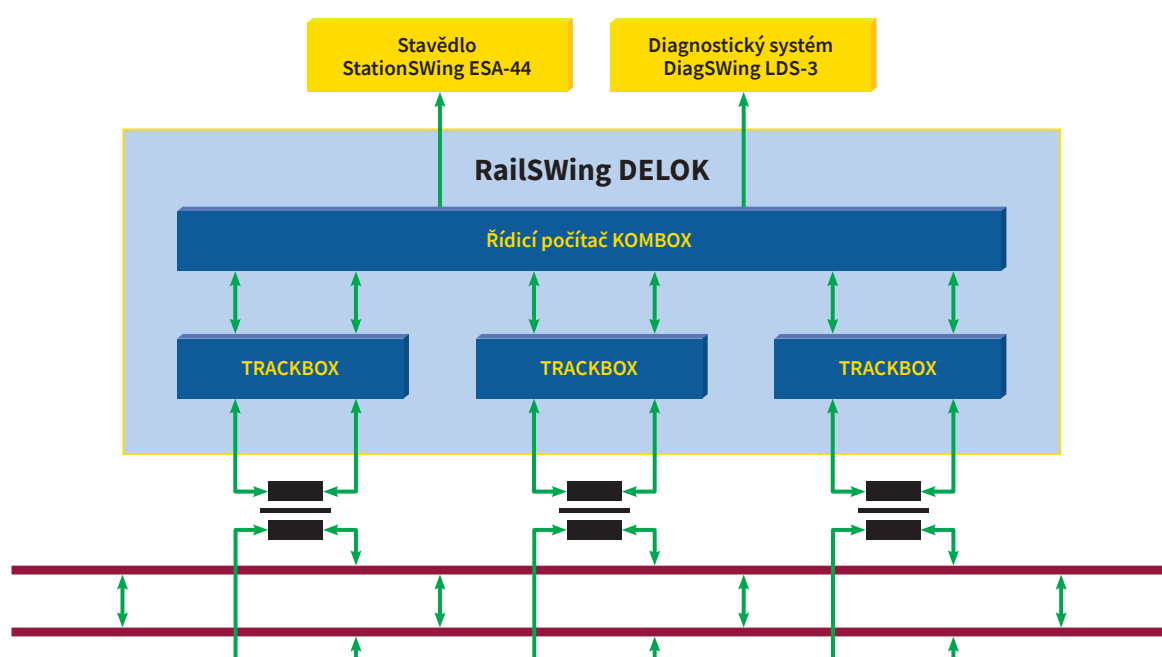 Stavědlo
StationSWing ESA-44
Diagnostický systém
DiagSWing LDS-3
RailSWing DELOK
Řídicí počítač KOMBOX
TRACKBOX
TRACKBOX
TRACKBOX